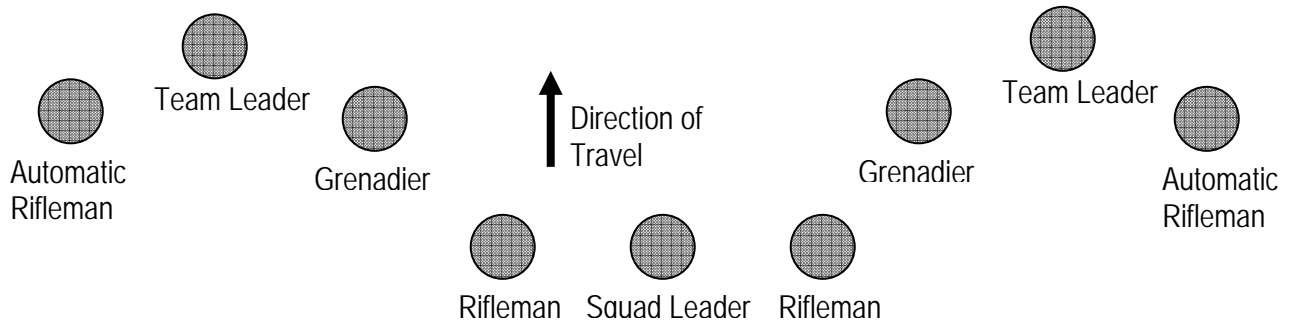 Team Leader
Team Leader
Direction of
Travel
Automatic
Rifleman
Grenadier
Grenadier
Automatic
Rifleman
Rifleman
Squad Leader
Rifleman